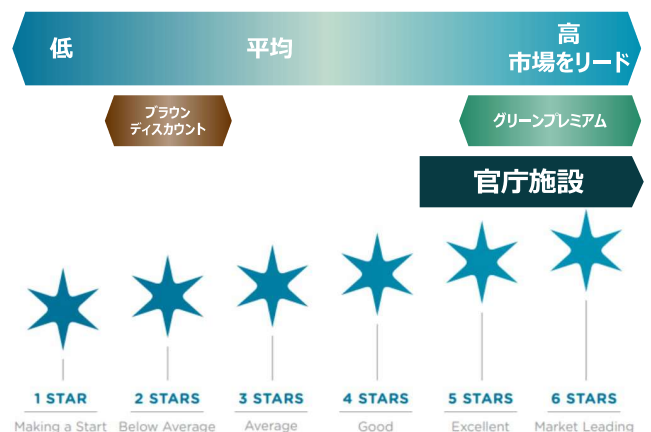 低
平均
高
市場をリード
ブラウン
ディスカウント
グリーンプレミアム
官庁施設
1 STAR
2 STARS
3 STARS
4 STARS
5 STARS
6 STARS
Making a Start
Below Average
Average
Good
Excellent
Market Leading